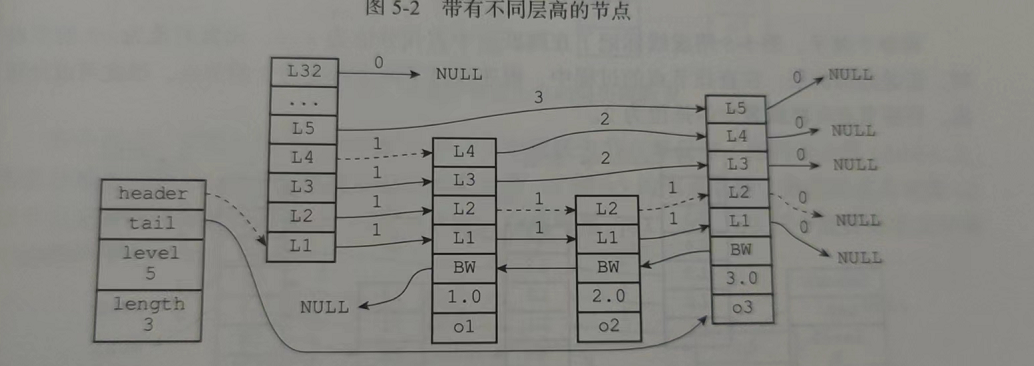 图 5-2 带有不同层高的节点
L32
0
NULL
...
L5
3
L4
1
L3
1
L2
1
L1
1
header
tail
level
5
length
3
NULL
L4
2
L3
2
L2
1
L1
1
BW
1.0
o1
L2
1
L1
1
BW
2.0
o2
L5
0
NULL
L4
0
NULL
L3
0
NULL
L2
0
NULL
L1
0
NULL
BW
3.0
o3